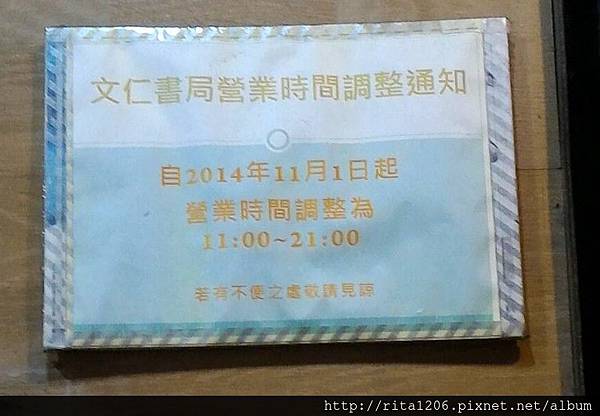 文仁書局營業時間調整通知
自2014年11月1日起
營業時間調整為
11:00~21:00
若有不便之處敬請見諒
http://rita1206.pixnet.net/album